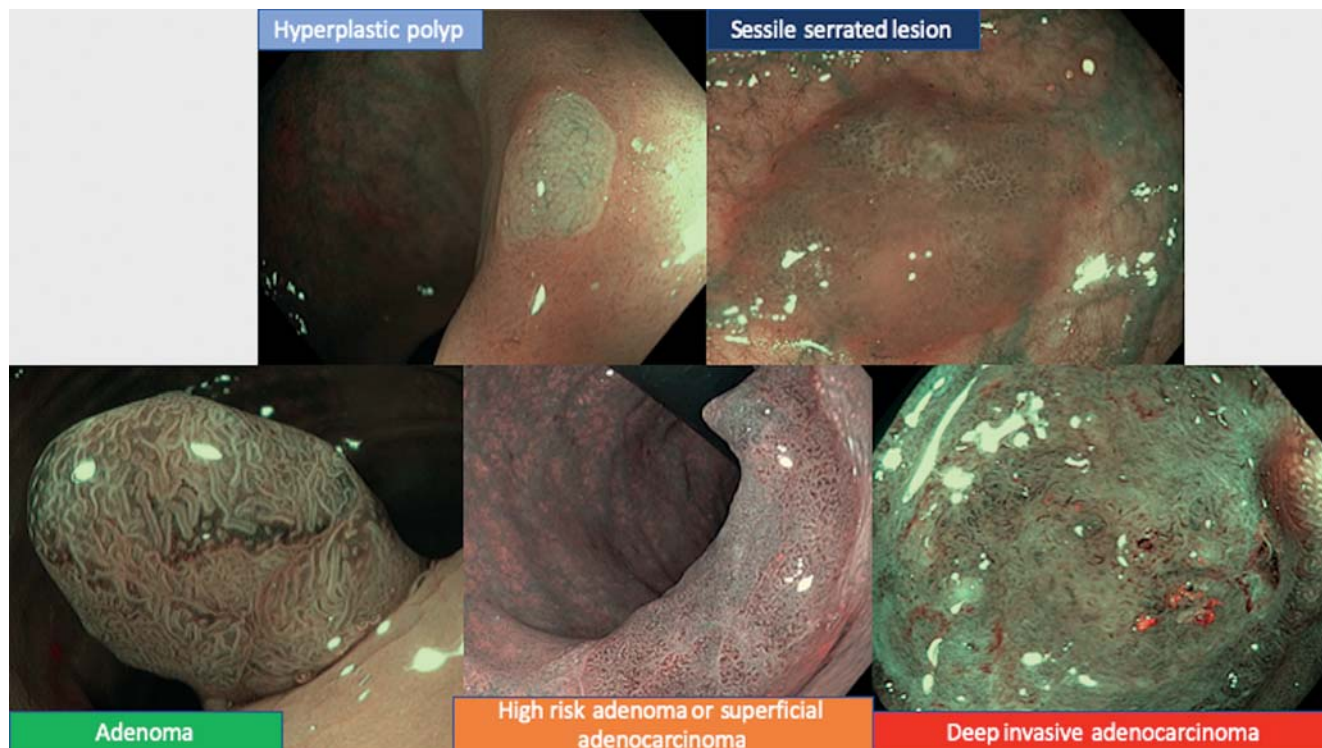 Hyperplastic polyp
Sessile serrated lesion
Adenoma
High risk adenoma or superficial
adenocarcinoma
Deep invasive adenocarcinoma